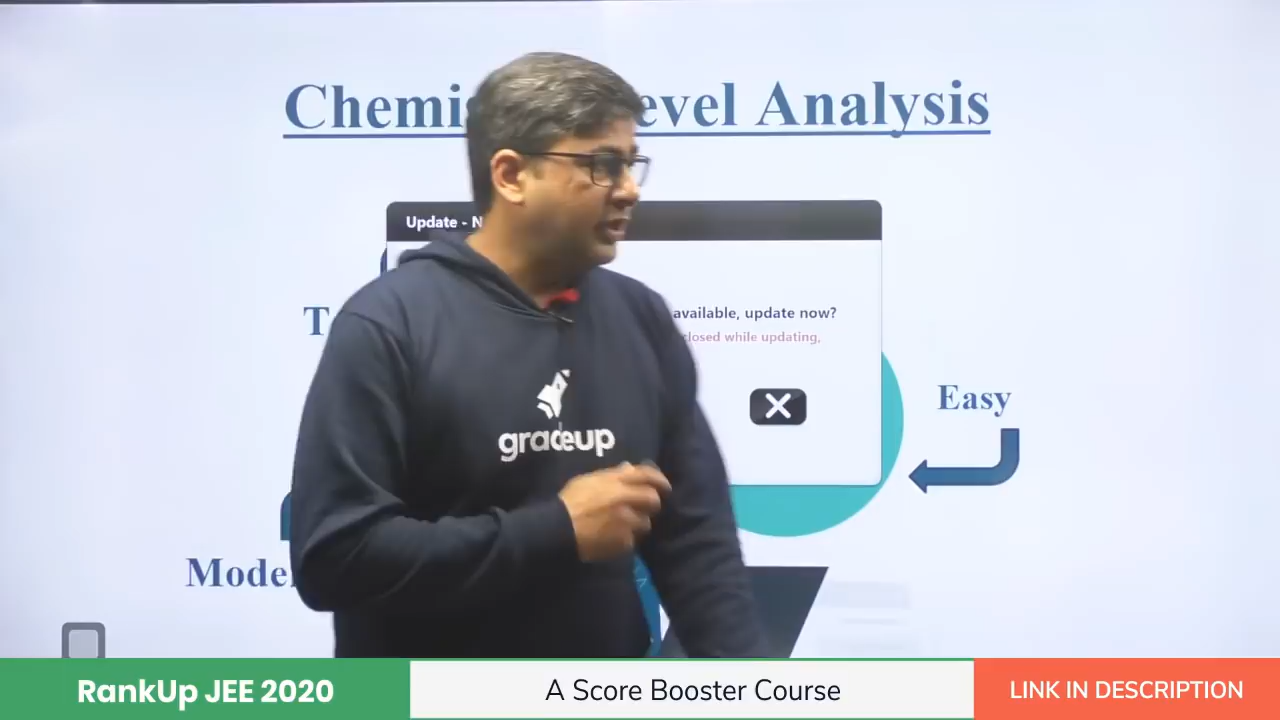 Chemis evel Analysis
Update - N
available, update now?
closed while updating,
Easy
gradeup
RankUp JEE 2020
A Score Booster Course
LINK IN DESCRIPTION